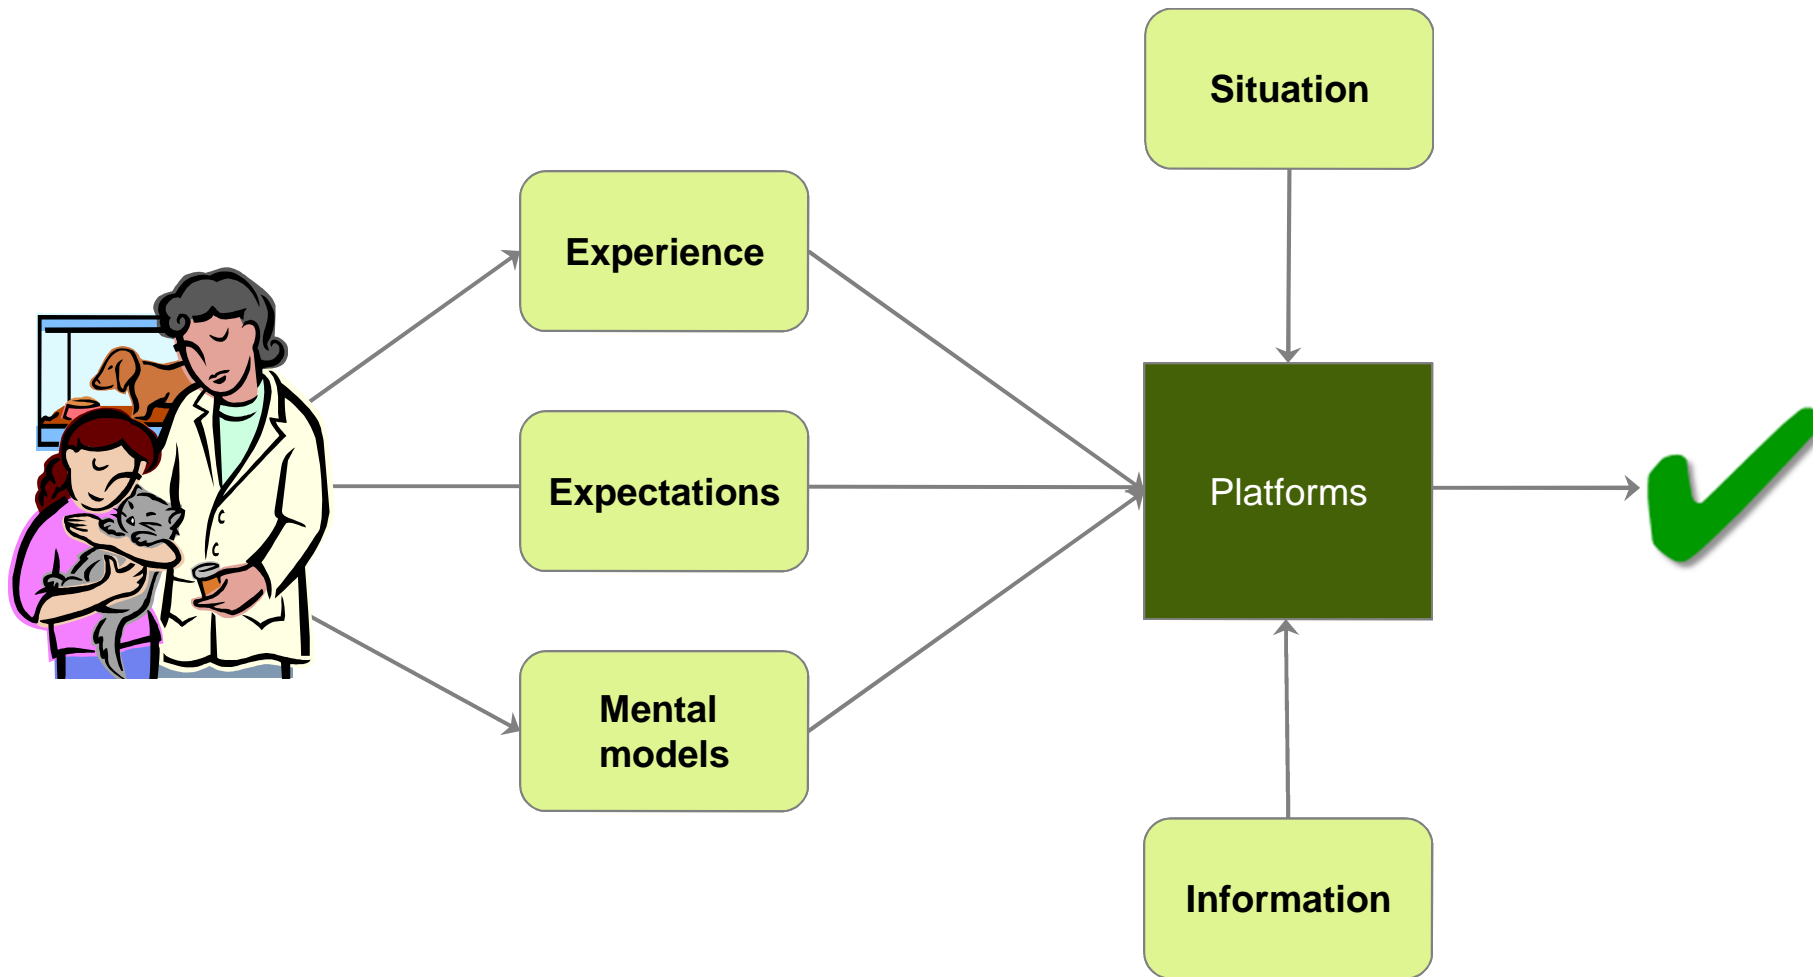 Situation
Experience
Expectations
Platforms
Mental
models
Information